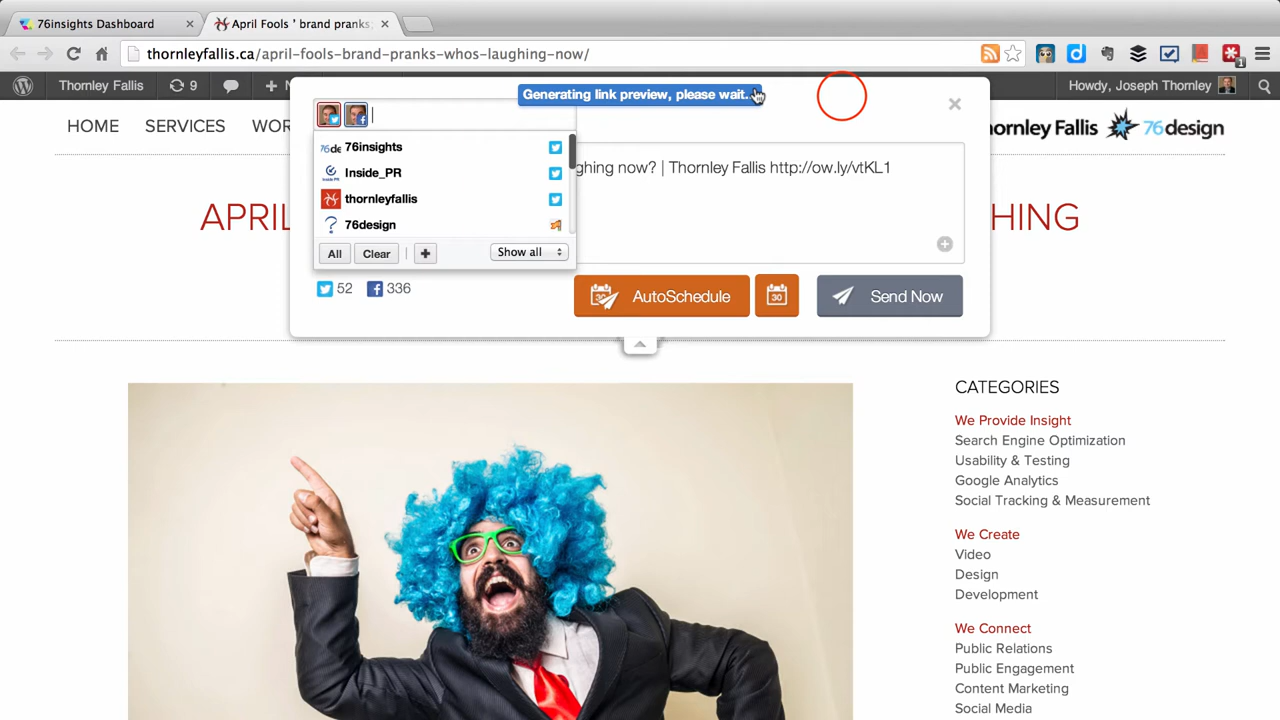 76insights Dashboard
April Fools ' brand pranks;
thornleyfallis.ca/april-fools-brand-pranks-whos-laughing-now/
1
Thornley Fallis
9
N
Howdy, Joseph Thornley
Generating link preview, please wait.
HOME
SERVICES
WOR
hornley Fallis
76design
76de
76insights
Inside_PR
thornleyfallis
? 76design
All
Clear
+
Show all
ghing now? | Thornley Fallis http://ow.ly/vtKL1
APRIL
HING
52
336
AutoSchedule
30
Send Now
CATEGORIES
We Provide Insight
Search Engine Optimization
Usability & Testing
Google Analytics
Social Tracking & Measurement
We Create
Video
Design
Development
We Connect
Public Relations
Public Engagement
Content Marketing
Social Media